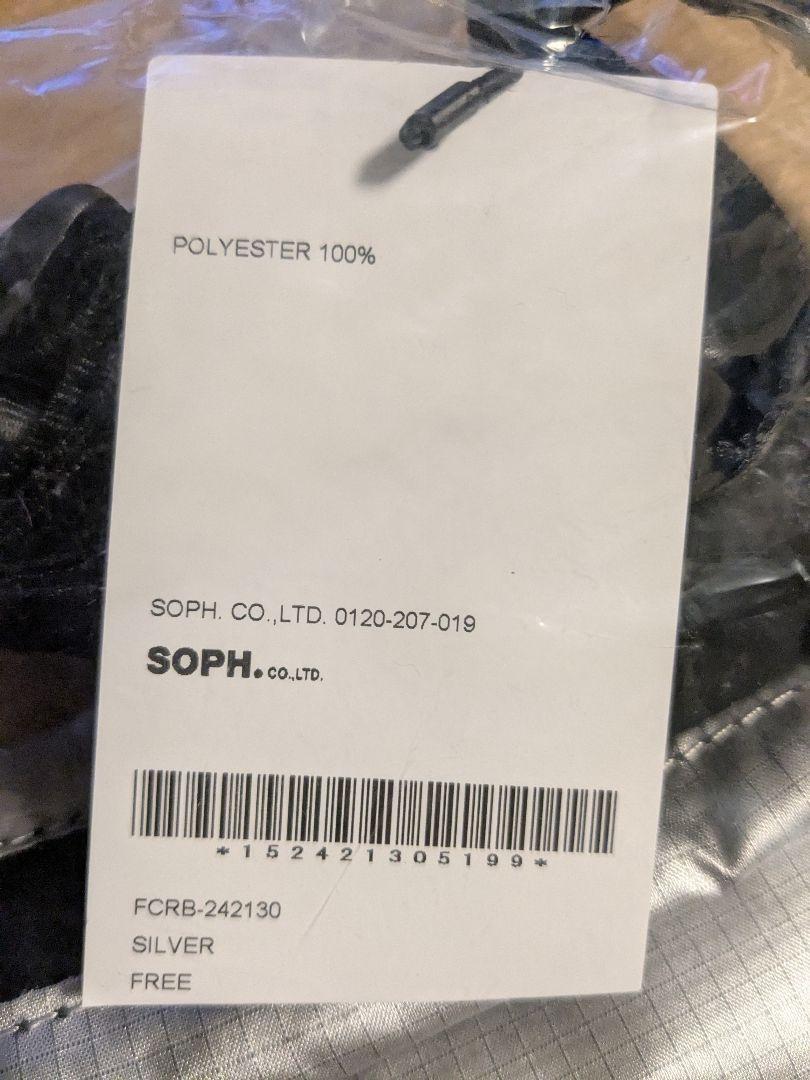 POLYESTER 100%
SOPH. CO.,LTD. 0120-207-019
SOPH. CO.,LTD.
*152421305199*
FCRB-242130
SILVER
FREE